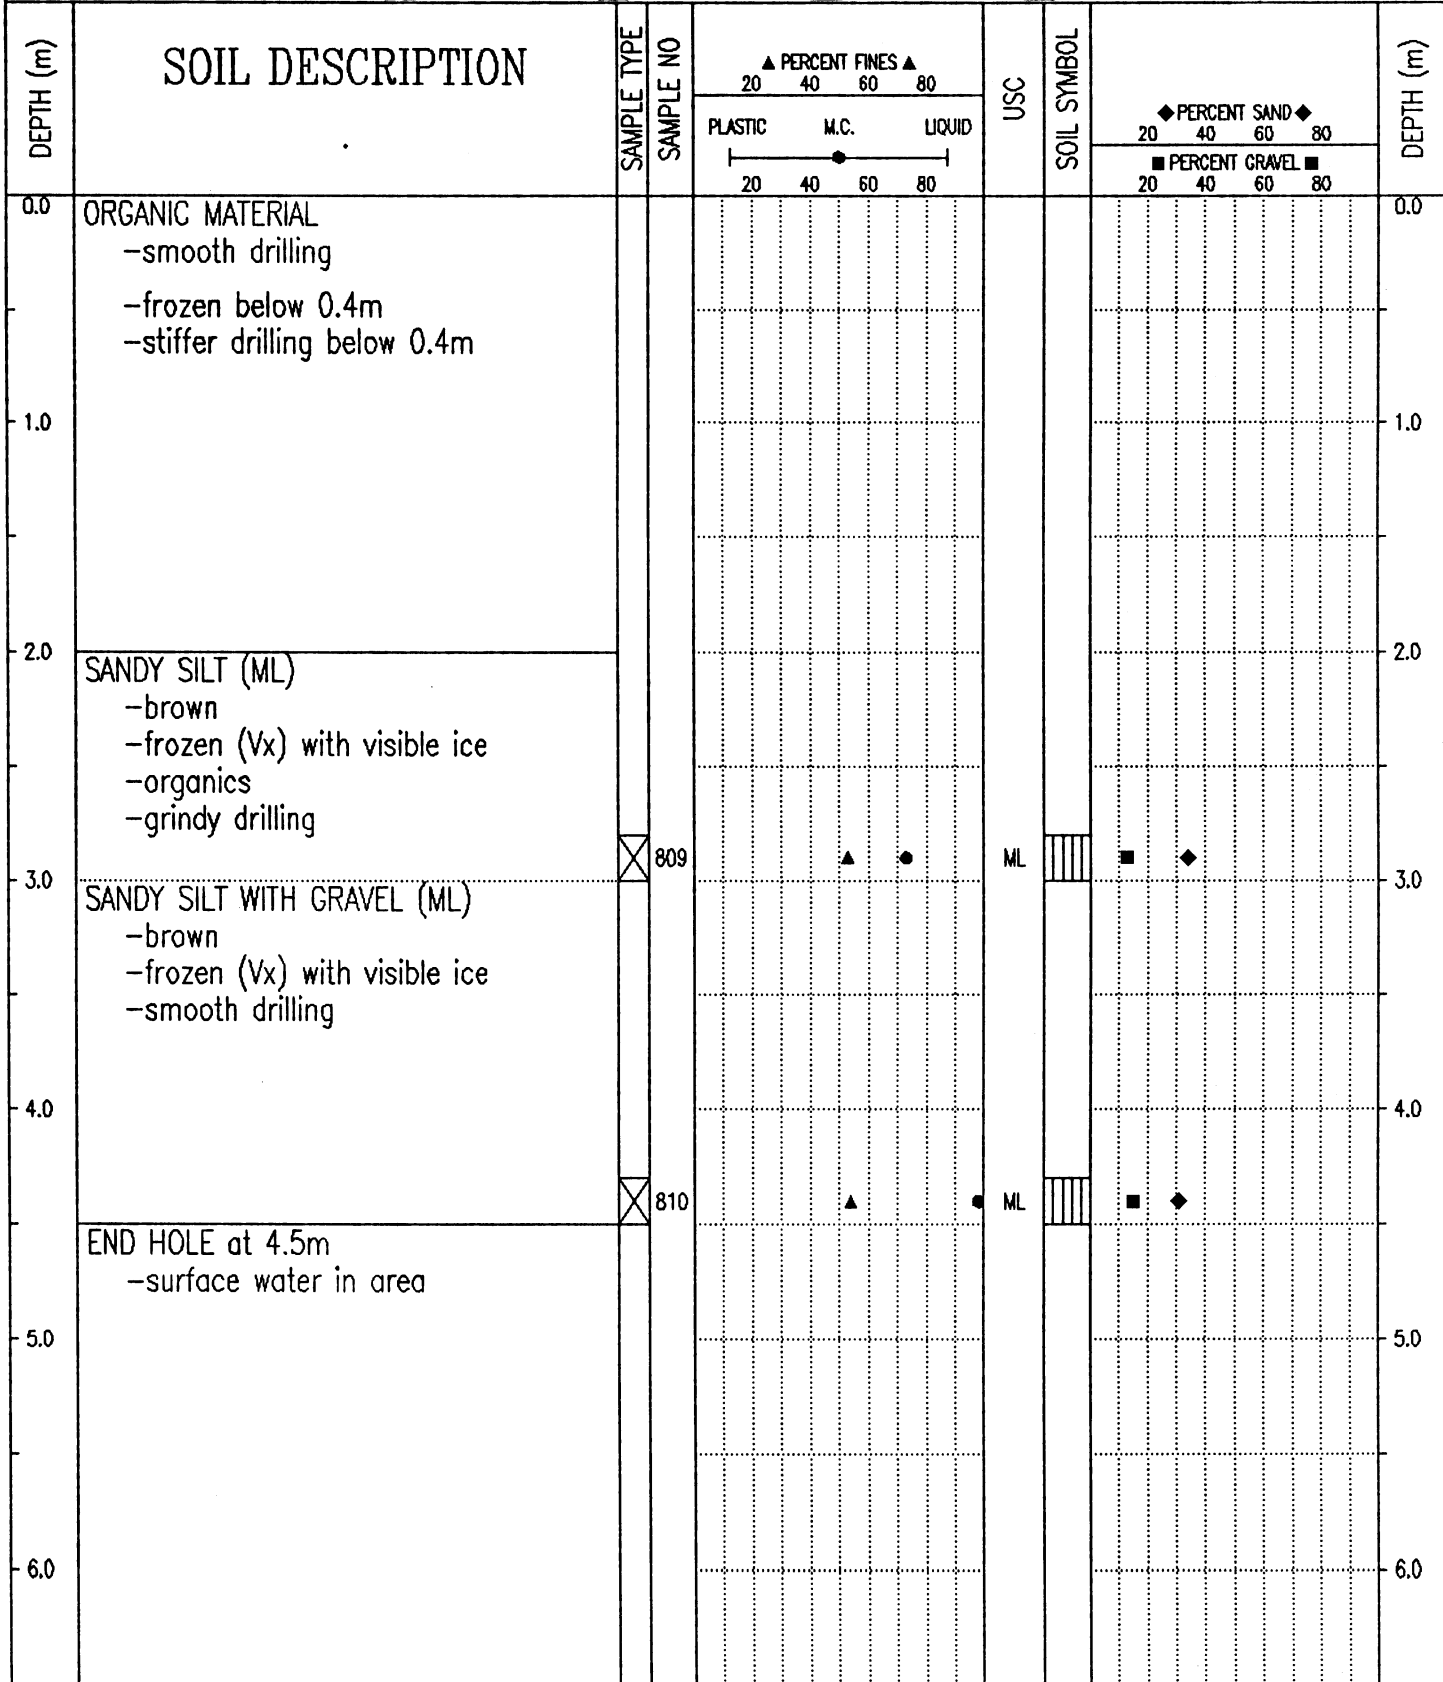 DEPTH (m)
SOIL DESCRIPTION
SAMPLE TYPE
SAMPLE NO
▲ PERCENT FINES ▲
20 40 60 80
PLASTIC M.C. LIQUID
20 40 60 80
USC
SOIL SYMBOL
◆ PERCENT SAND ◆
20 40 60 80
■ PERCENT GRAVEL ■
20 40 60 80
DEPTH (m)
0.0 ORGANIC MATERIAL 0.0
-smooth drilling
-frozen below 0.4m
-stiffer drilling below 0.4m
1.0 1.0
2.0 2.0
SANDY SILT (ML)
-brown
-frozen (Vx) with visible ice
-organics
-grindy drilling
809 ML
3.0 3.0
SANDY SILT WITH GRAVEL (ML)
-brown
-frozen (Vx) with visible ice
-smooth drilling
4.0 4.0
810 ML
END HOLE at 4.5m
-surface water in area
5.0 5.0
6.0 6.0